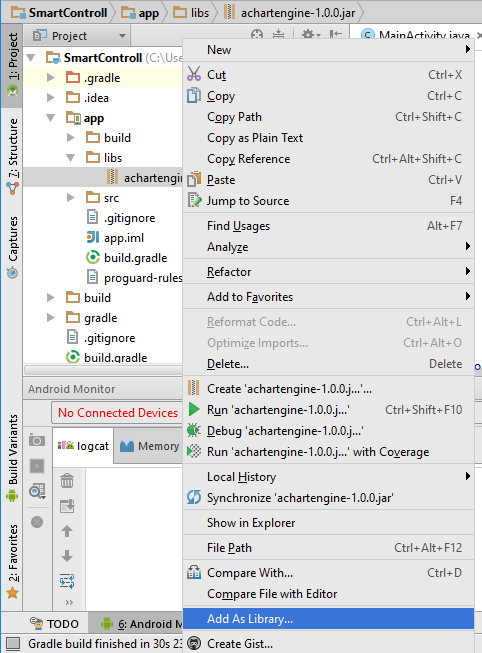 SmartControll app libs achartengine-1.0.0.jar
Project MainActivity.java
SmartControll (C:\Use
.gradle
.idea
app
build
libs
achartengin
src
.gitignore
app.iml
build.gradle
proguard-rules
build
gradle
.gitignore
build.gradle
1: Project
7: Structure
Captures
Build Variants
2: Favorites
New
Cut Ctrl+X
Copy Ctrl+C
Copy Path Ctrl+Shift+C
Copy as Plain Text
Copy Reference Ctrl+Alt+Shift+C
Paste Ctrl+V
Jump to Source F4
Find Usages Alt+F7
Analyze
Refactor
Add to Favorites
Reformat Code... Ctrl+Alt+L
Optimize Imports... Ctrl+Alt+O
Delete... Delete
Create 'achartengine-1.0.0.j...'...
Run 'achartengine-1.0.0.j...' Ctrl+Shift+F10
Debug 'achartengine-1.0.0.j...'
Run 'achartengine-1.0.0.j...' with Coverage
Local History
Synchronize 'achartengine-1.0.0.jar'
Show in Explorer
File Path Ctrl+Alt+F12
Compare With... Ctrl+D
Compare File with Editor
Add As Library...
Create Gist...
Android Monitor
No Connected Devices
logcat Memory
TODO 6: Android M
Gradle build finished in 30s 23